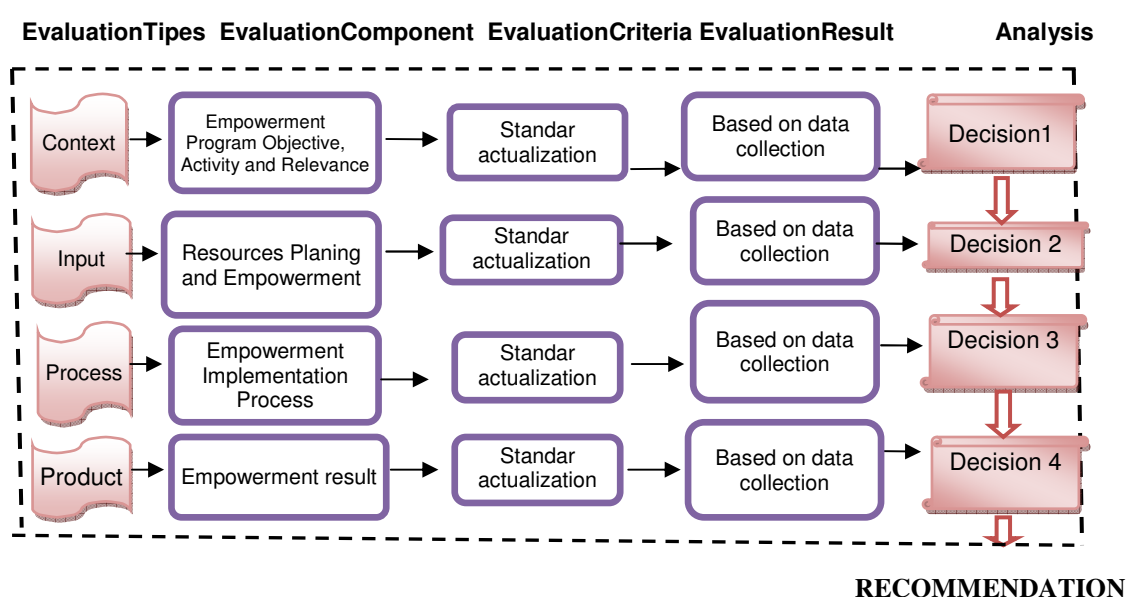 EvaluationTipes EvaluationComponent EvaluationCriteria EvaluationResult Analysis
Context
Empowerment
Program Objective,
Activity and Relevance
Standar
actualization
Based on data
collection
Decision1
Input
Resources Planing
and Empowerment
Standar
actualization
Based on data
collection
Decision 2
Process
Empowerment
Implementation
Process
Standar
actualization
Based on data
collection
Decision 3
Product
Empowerment result
Standar
actualization
Based on data
collection
Decision 4
RECOMMENDATION